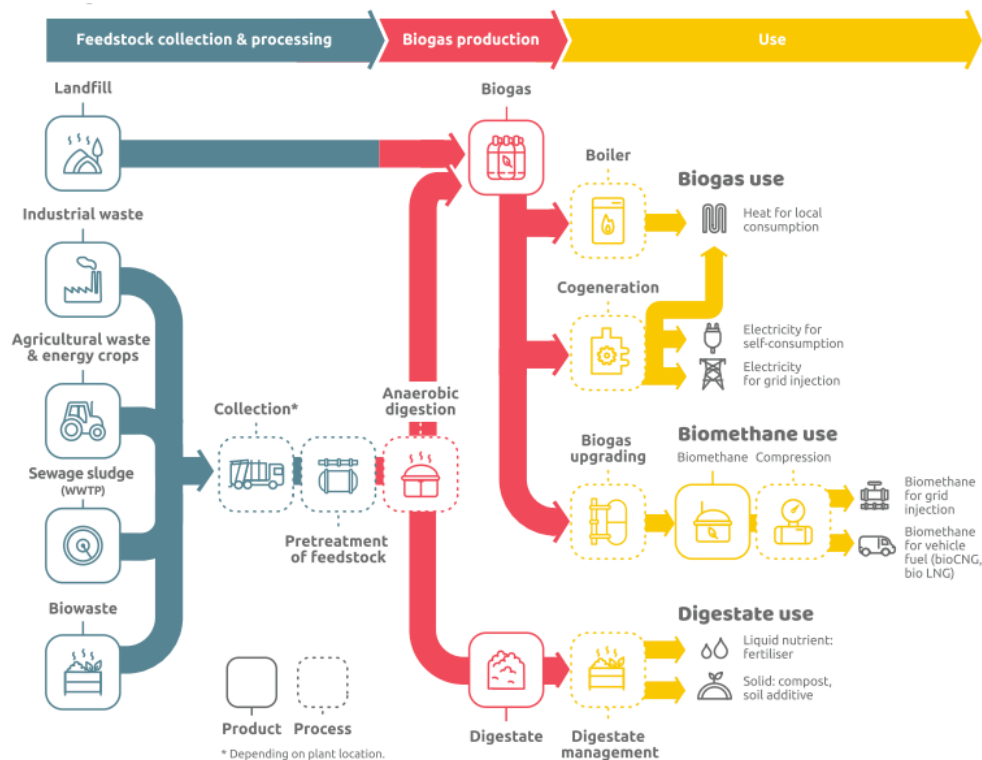 Feedstock collection & processing
Biogas production
Use
Landfill
Biogas
Industrial waste
Boiler
Biogas use
Heat for local
consumption
Agricultural waste
& energy crops
Cogeneration
Electricity for
self-consumption
Electricity
for grid injection
Sewage sludge
(WWTP)
Collection*
Pretreatment
of feedstock
Anaerobic
digestion
Biogas
upgrading
Biomethane use
Biomethane
Compression
Biomethane
for grid
injection
Biomethane
for vehicle
fuel (bioCNG,
bio LNG)
Biowaste
Digestate use
Liquid nutrient:
fertiliser
Solid: compost,
soil additive
Product
Process
Digestate
Digestate
management
* Depending on plant location.